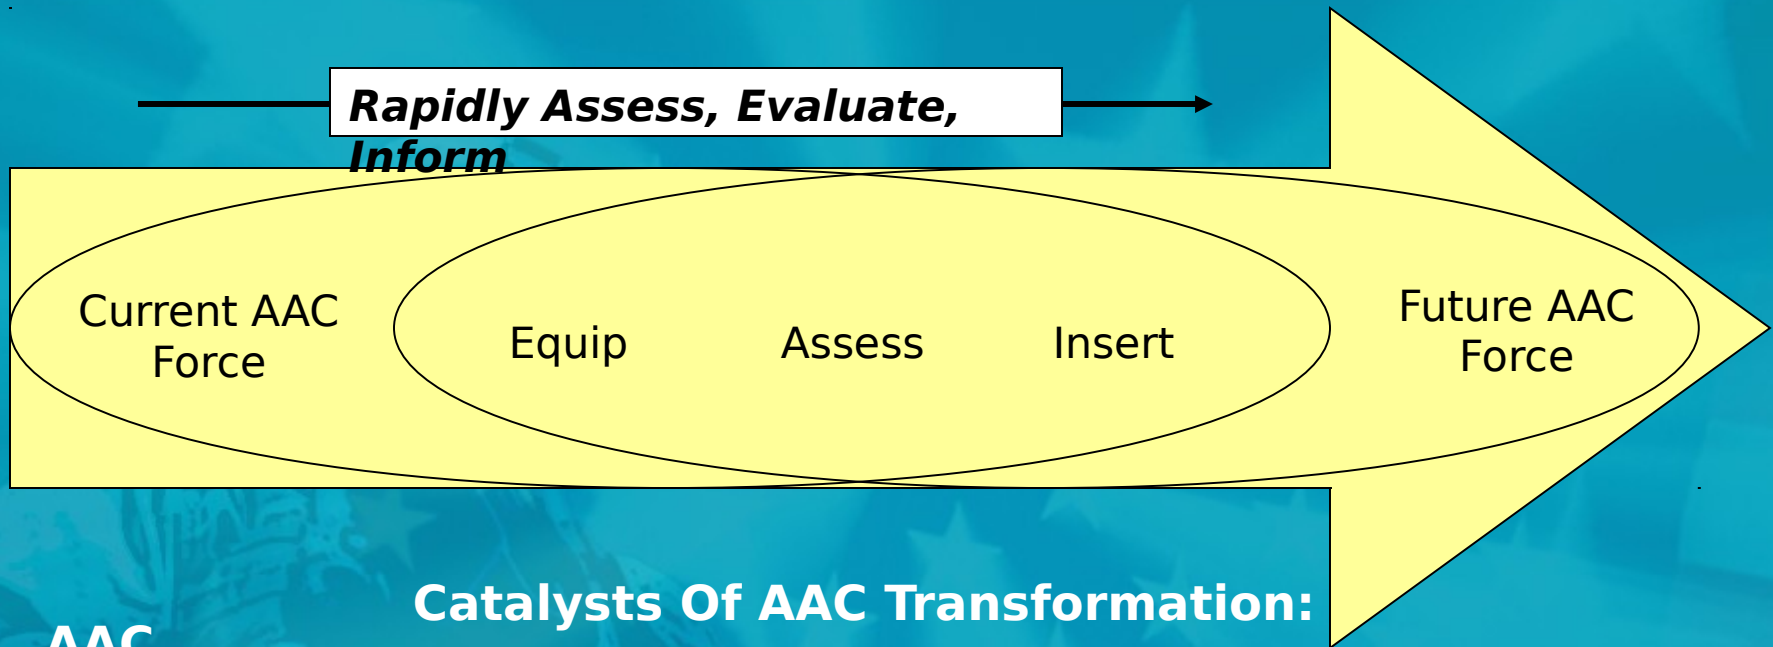 Rapidly Assess, Evaluate,
Inform
Current AAC
Force
Equip
Assess
Insert
Future AAC
Force
Catalysts Of AAC Transformation:
AAC